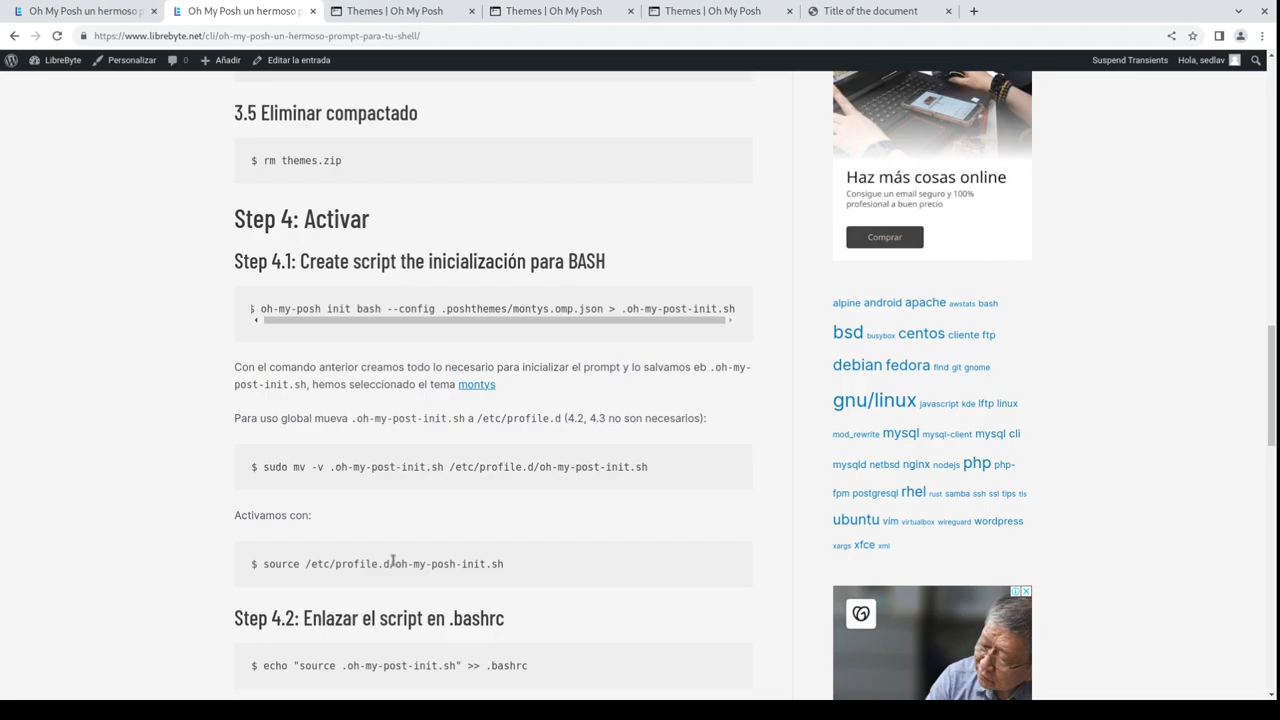 Oh My Posh un hermoso p
Oh My Posh un hermoso p
Themes | Oh My Posh
Themes | Oh My Posh
Themes | Oh My Posh
Title of the document
https://www.librebyte.net/cli/oh-my-posh-un-hermoso-prompt-para-tu-shell/
LibreByte
Personalizar
0
Añadir
Editar la entrada
Suspend Transients
Hola, sedlav
3.5 Eliminar compactado
$ rm themes.zip
Step 4: Activar
Step 4.1: Create script the inicialización para BASH
$ oh-my-posh init bash --config .poshthemes/montys.omp.json > .oh-my-post-init.sh
Con el comando anterior creamos todo lo necesario para inicializar el prompt y lo salvamos eb .oh-my-
post-init.sh, hemos seleccionado el tema montys
Para uso global mueva .oh-my-post-init.sh a /etc/profile.d (4.2, 4.3 no son necesarios):
$ sudo mv -v .oh-my-post-init.sh /etc/profile.d/oh-my-post-init.sh
Activamos con:
$ source /etc/profile.d/oh-my-posh-init.sh
Step 4.2: Enlazar el script en .bashrc
$ echo "source .oh-my-post-init.sh" >> .bashrc
Haz más cosas online
Consigue un email seguro y 100%
profesional a buen precio
Comprar
alpine android apache awstats bash
bsd busybox centos cliente ftp
debian fedora find git gnome
gnu/linux javascript kde lftp linux
mod_rewrite mysql mysql-client mysql cli
mysqld netbsd nginx nodejs php php-
fpm postgresql rhel rust samba ssh ssl tips tls
ubuntu vim virtualbox wireguard wordpress
xargs xfce xml